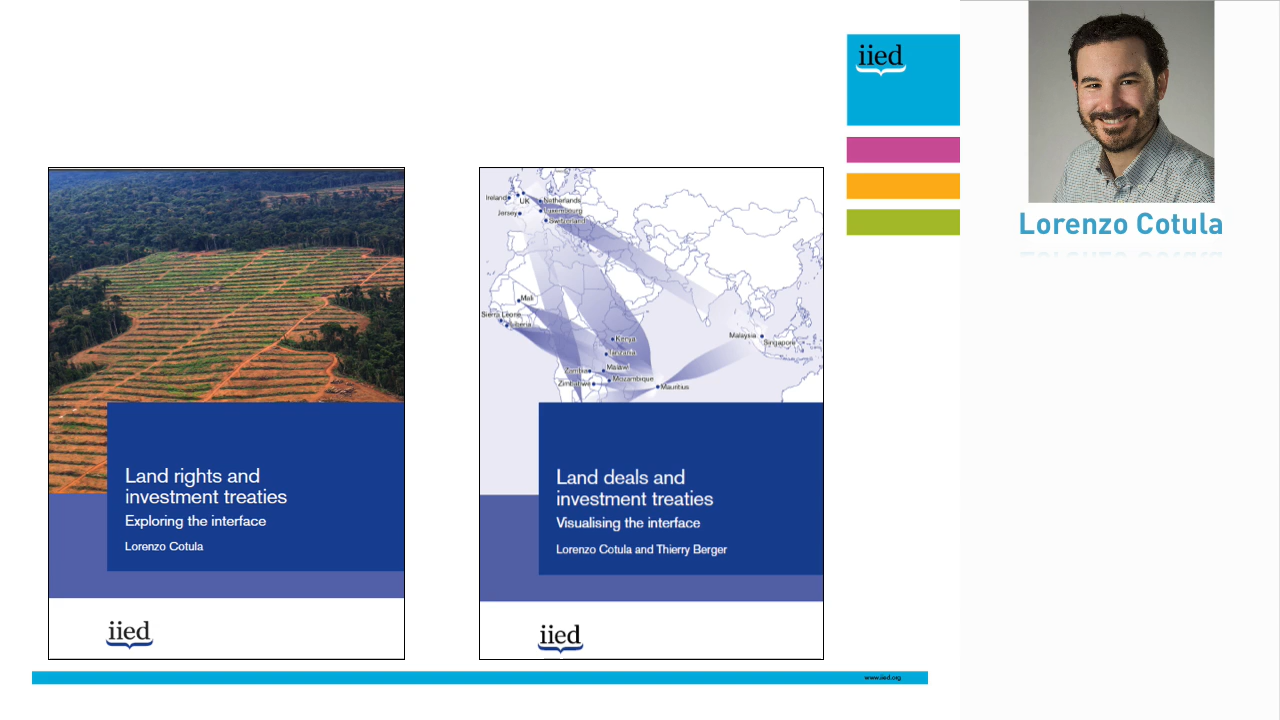 iied
Lorenzo Cotula
Ireland
UK
Netherlands
Luxembourg
Jersey
Switzerland
Mali
Sierra Leone
Liberia
Kenya
Tanzania
Malaysia
Singapore
Zambia
Malawi
Mozambique
Zimbabwe
Mauritius
Land rights and
investment treaties
Exploring the interface
Lorenzo Cotula
iied
Land deals and
investment treaties
Visualising the interface
Lorenzo Cotula and Thierry Berger
iied
www.iied.org